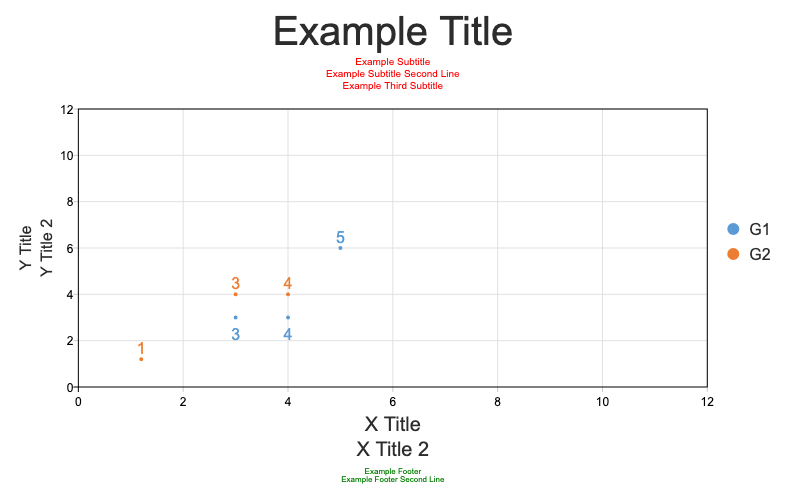 Example Title
Example Subtitle
Example Subtitle Second Line
Example Third Subtitle
Y Title
Y Title 2
12
10
8
6
4
2
0
5
3 4
3 4
1
G1
G2
0 2 4 6 8 10 12
X Title
X Title 2
Example Footer
Example Footer Second Line